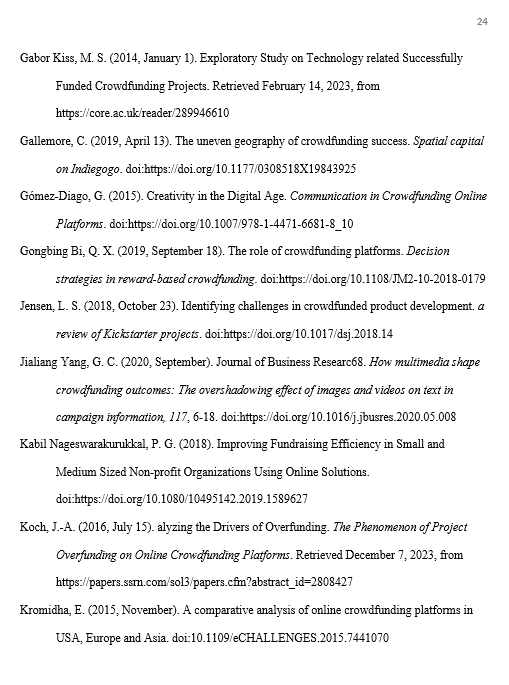 24
Gabor Kiss, M. S. (2014, January 1). Exploratory Study on Technology related Successfully
Funded Crowdfunding Projects. Retrieved February 14, 2023, from
https://core.ac.uk/reader/289946610
Gallemore, C. (2019, April 13). The uneven geography of crowdfunding success. Spatial capital
on Indiegogo. doi:https://doi.org/10.1177/0308518X19843925
Gómez-Diago, G. (2015). Creativity in the Digital Age. Communication in Crowdfunding Online
Platforms. doi:https://doi.org/10.1007/978-1-4471-6681-8_10
Gongbing Bi, Q. X. (2019, September 18). The role of crowdfunding platforms. Decision
strategies in reward-based crowdfunding. doi:https://doi.org/10.1108/JM2-10-2018-0179
Jensen, L. S. (2018, October 23). Identifying challenges in crowdfunded product development. a
review of Kickstarter projects. doi:https://doi.org/10.1017/dsj.2018.14
Jialiang Yang, G. C. (2020, September). Journal of Business Researc68. How multimedia shape
crowdfunding outcomes: The overshadowing effect of images and videos on text in
campaign information, 117, 6-18. doi:https://doi.org/10.1016/j.jbusres.2020.05.008
Kabil Nageswarakurukkal, P. G. (2018). Improving Fundraising Efficiency in Small and
Medium Sized Non-profit Organizations Using Online Solutions.
doi:https://doi.org/10.1080/10495142.2019.1589627
Koch, J.-A. (2016, July 15). alyzing the Drivers of Overfunding. The Phenomenon of Project
Overfunding on Online Crowdfunding Platforms. Retrieved December 7, 2023, from
https://papers.ssrn.com/sol3/papers.cfm?abstract_id=2808427
Kromidha, E. (2015, November). A comparative analysis of online crowdfunding platforms in
USA, Europe and Asia. doi:10.1109/eCHALLENGES.2015.7441070